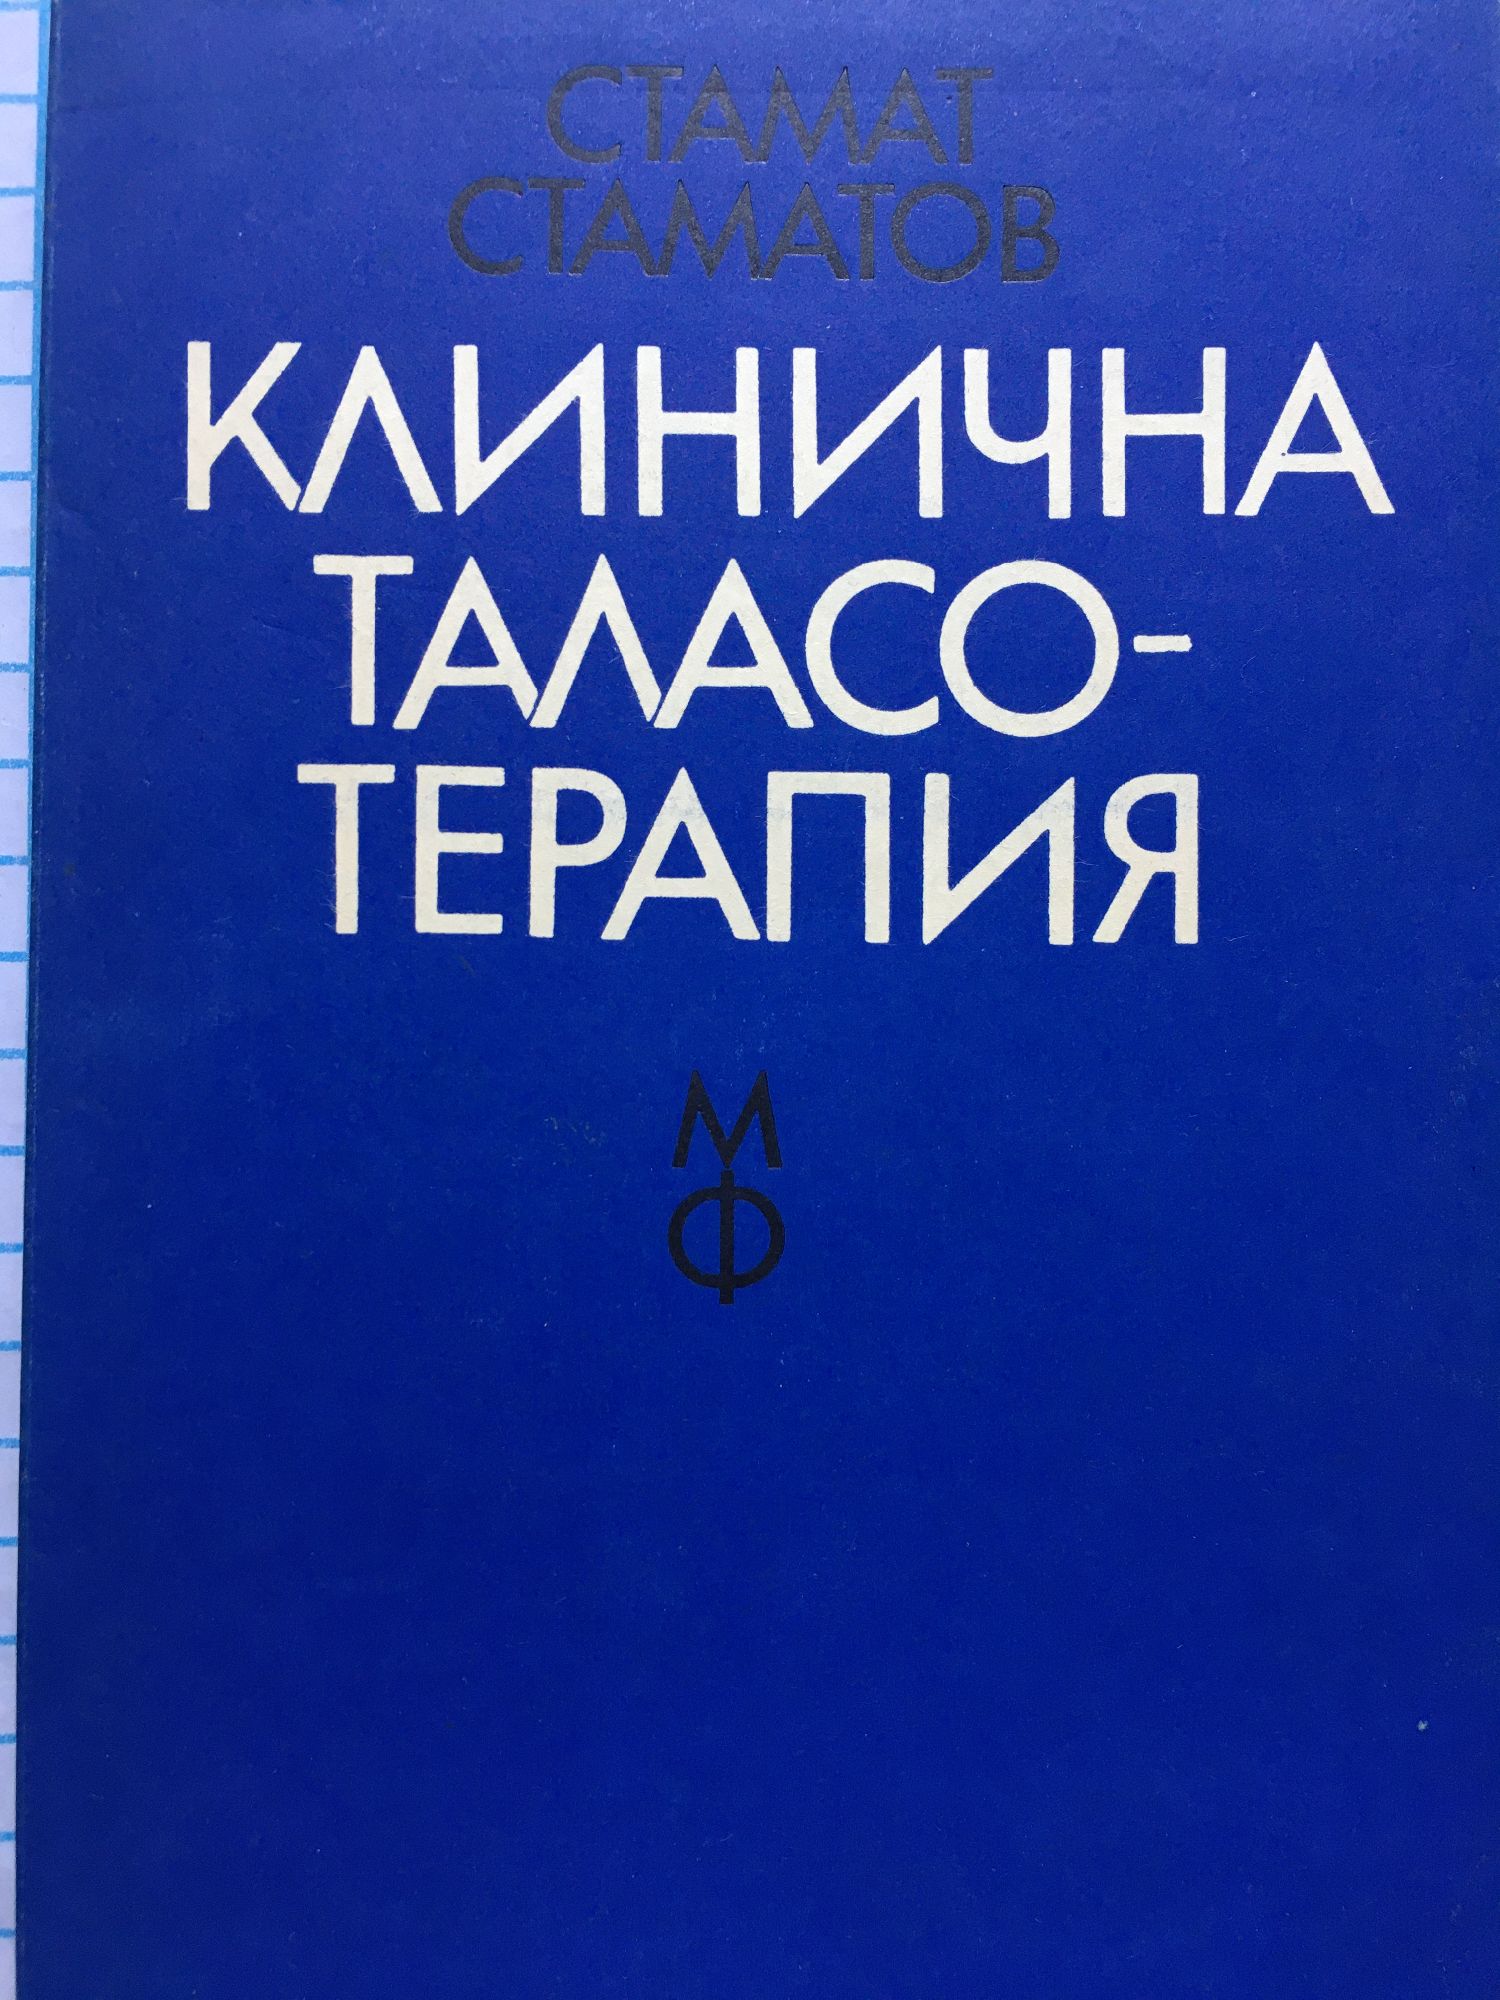 СТАМАТ
СТАМАТОВ
КЛИНИЧНА
ТАЛАСО-
ТЕРАПИЯ
М
Ф